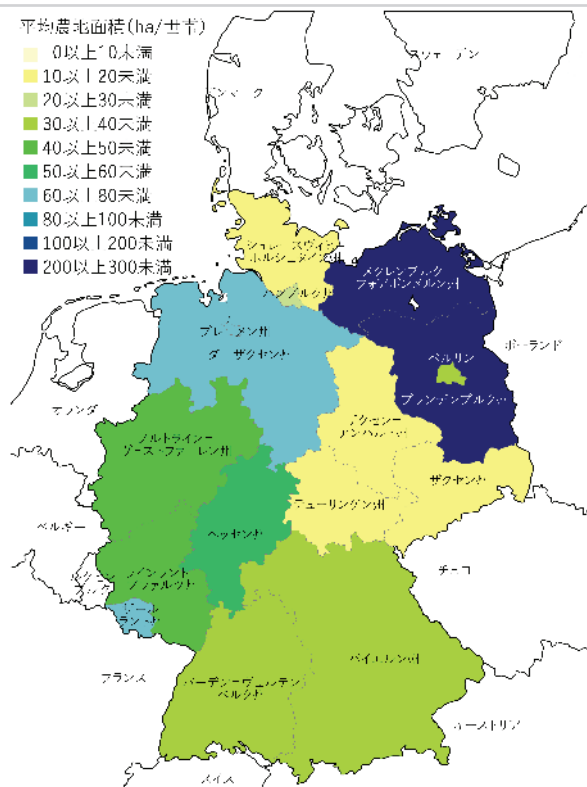 平均農地面積(ha/世帯)
0以上10未満
10以上20未満
20以上30未満
30以上40未満
40以上50未満
50以上60未満
60以上80未満
80以上100未満
100以上200未満
200以上300未満
スウェーデン
デンマーク
シュレースヴィヒ
ホルシュタイン州
メクレンブルク
フォアポンメルン州
ハンブルク州
ブレーメン州
ザクセン州
ポーランド
ベルリン
ブランデンブルク州
オランダ
ザクセン
アンハルト州
ノルトライン=
ヴェストファーレン州
ザクセン州
テューリンゲン州
ベルギー
ヘッセン州
チェコ
ラインラント
プファルツ州
ザール
ラント州
フランス
バイエルン州
バーデン=ヴュルテン
ベルク州
オーストリア
スイス